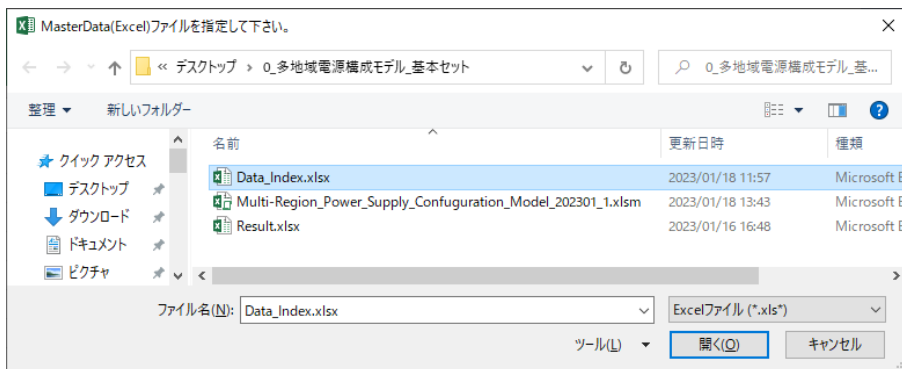 MasterData(Excel)ファイルを指定して下さい。
« デスクトップ › 0_多地域電源構成モデル_基本セット
0_多地域電源構成モデル_基...
整理 新しいフォルダー
名前 更新日時 種類
クイック アクセス
デスクトップ
ダウンロード
ドキュメント
ピクチャ
Data_Index.xlsx 2023/01/18 11:57 Microsoft E
Multi-Region_Power_Supply_Confuguration_Model_202301_1.xlsm 2023/01/18 13:43 Microsoft E
Result.xlsx 2023/01/16 16:48 Microsoft E
ファイル名(N): Data_Index.xlsx Excelファイル (*.xls*)
ツール(L) 開く(O) キャンセル